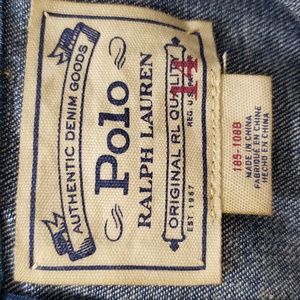 AUTHENTIC DENIM GOODS
Polo
RALPH LAUREN
ORIGINAL RL QUALITY
EST 1967
REG. U.S.
14
185-108B
MADE IN CHINA
FABRIQUÉ EN CHINE
HECHO EN CHINA